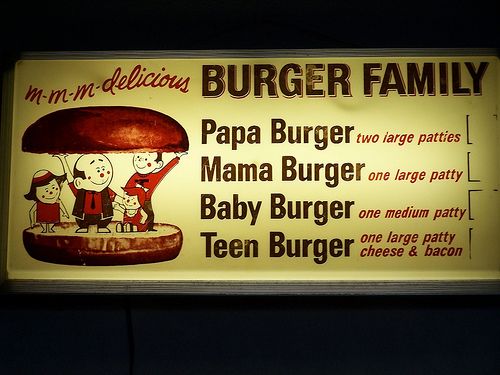 m-m-m-delicious BURGER FAMILY
Papa Burger two large patties
Mama Burger one large patty
Baby Burger one medium patty
Teen Burger one large patty
cheese & bacon